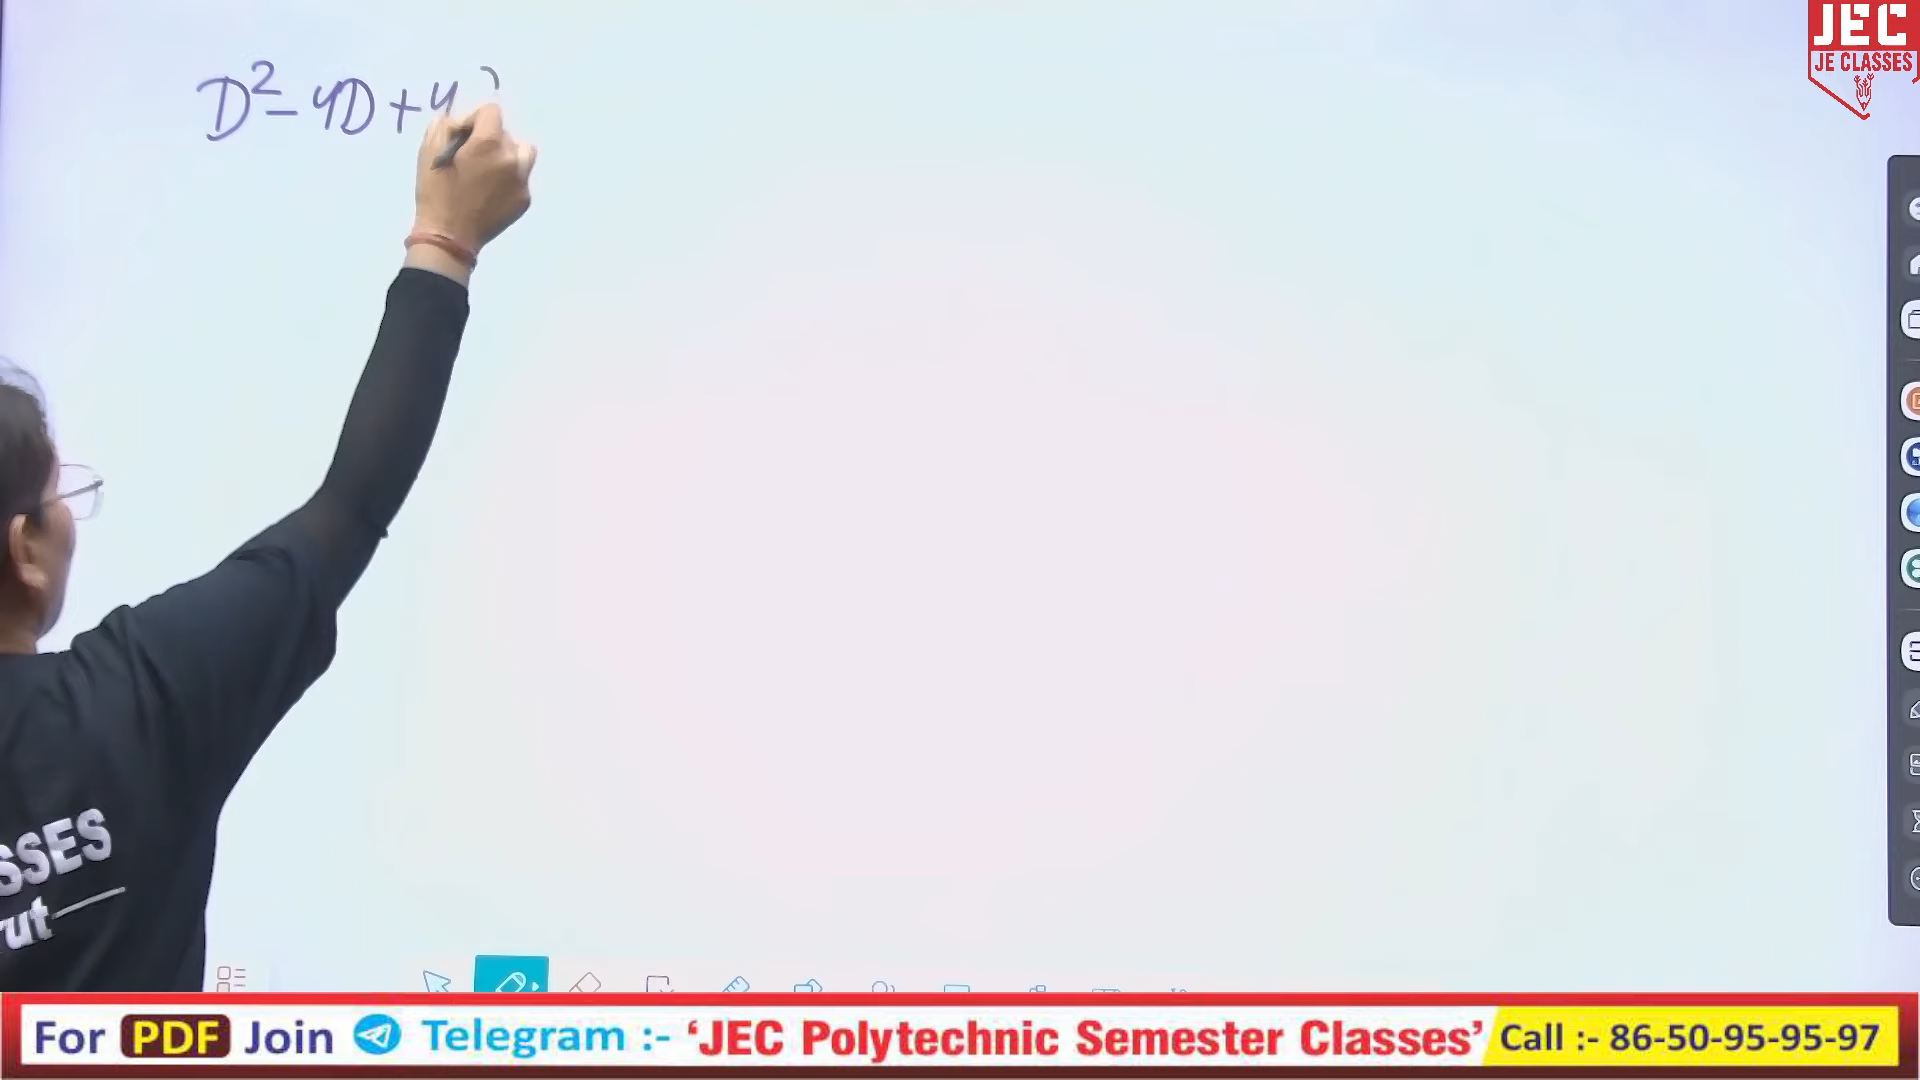 D² - 4D + 4
JEC
JE CLASSES
SSES
rut
For PDF Join Telegram :- ‘JEC Polytechnic Semester Classes’ Call :- 86-50-95-95-97